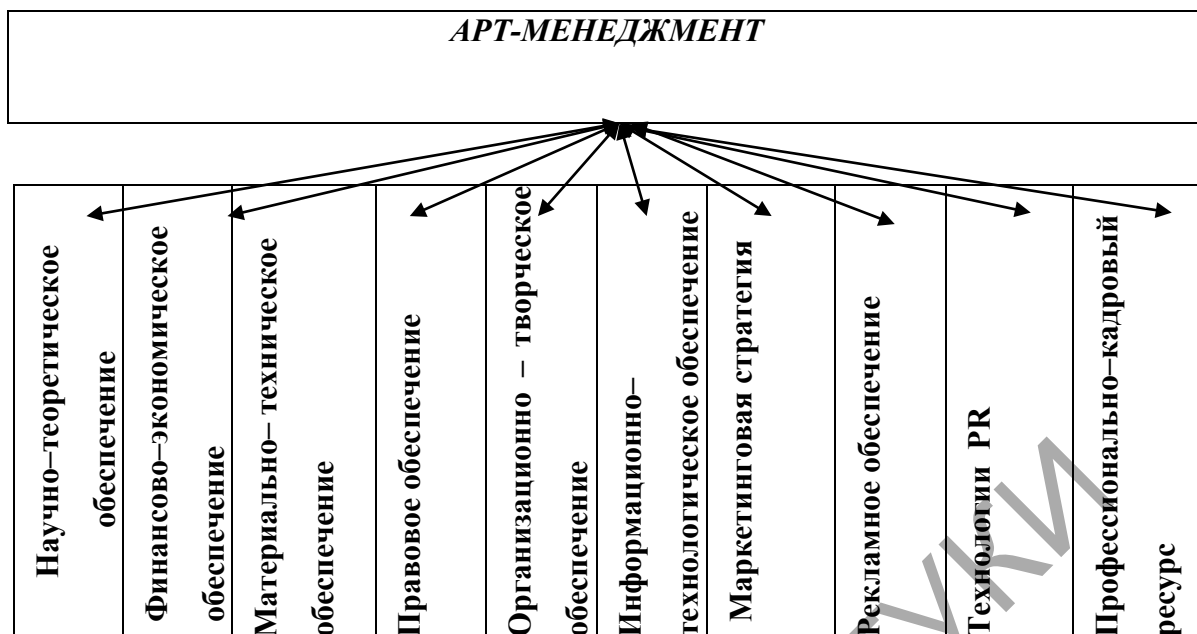 АРТ-МЕНЕДЖМЕНТ
Научно–теоретическое
обеспечение
Финансово–экономическое
обеспечение
Материально– техническое
обеспечение
Правовое обеспечение
Организационно – творческое
обеспечение
Информационно–
технологическое обеспечение
Маркетинговая стратегия
Рекламное обеспечение
Технологии PR
Профессионально–кадровый
ресурс